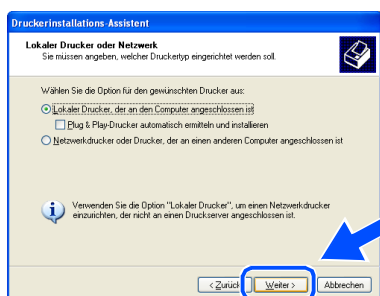 Druckerinstallations-Assistent
Lokaler Drucker oder Netzwerk
Sie müssen angeben, welcher Druckertyp eingerichtet werden soll.
Wählen Sie die Option für den gewünschten Drucker aus:
Lokaler Drucker, der an den Computer angeschlossen ist
Plug & Play-Drucker automatisch ermitteln und installieren
Netzwerkdrucker oder Drucker, der an einen anderen Computer angeschlossen ist
Verwenden Sie die Option "Lokaler Drucker", um einen Netzwerkdrucker
einzurichten, der nicht an einen Druckserver angeschlossen ist.
< Zurück Weiter > Abbrechen